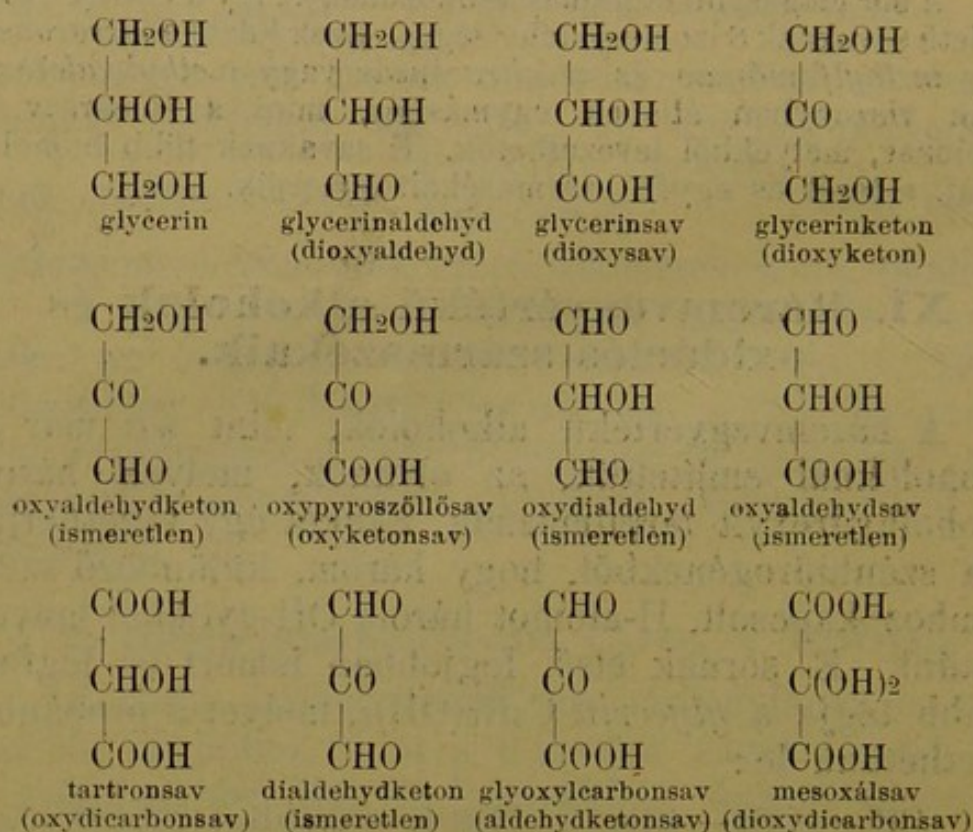 CH₂OH CH₂OH CH₂OH CH₂OH
CHOH CHOH CHOH CO
CH₂OH CHO COOH CH₂OH
glycerin glycerinaldehyd glycerinsav glycerinketon
(dioxyaldehyd) (dioxysav) (dioxyketon)
CH₂OH CH₂OH CHO CHO
CO CO CHOH CHOH
CHO COOH CHO COOH
oxyaldehydketon oxypyroszőllősav oxydialdehyd oxyaldehydsav
(ismeretlen) (oxyketonsav) (ismeretlen) (ismeretlen)
COOH CHO CHO COOH
CHOH CO CO C(OH)₂
COOH CHO COOH COOH
tartronsav dialdehydketon glyoxylcarbonsav mesoxálsav
(oxydicarbonsav) (ismeretlen) (aldehydketonsav) (dioxydicarbonsav)